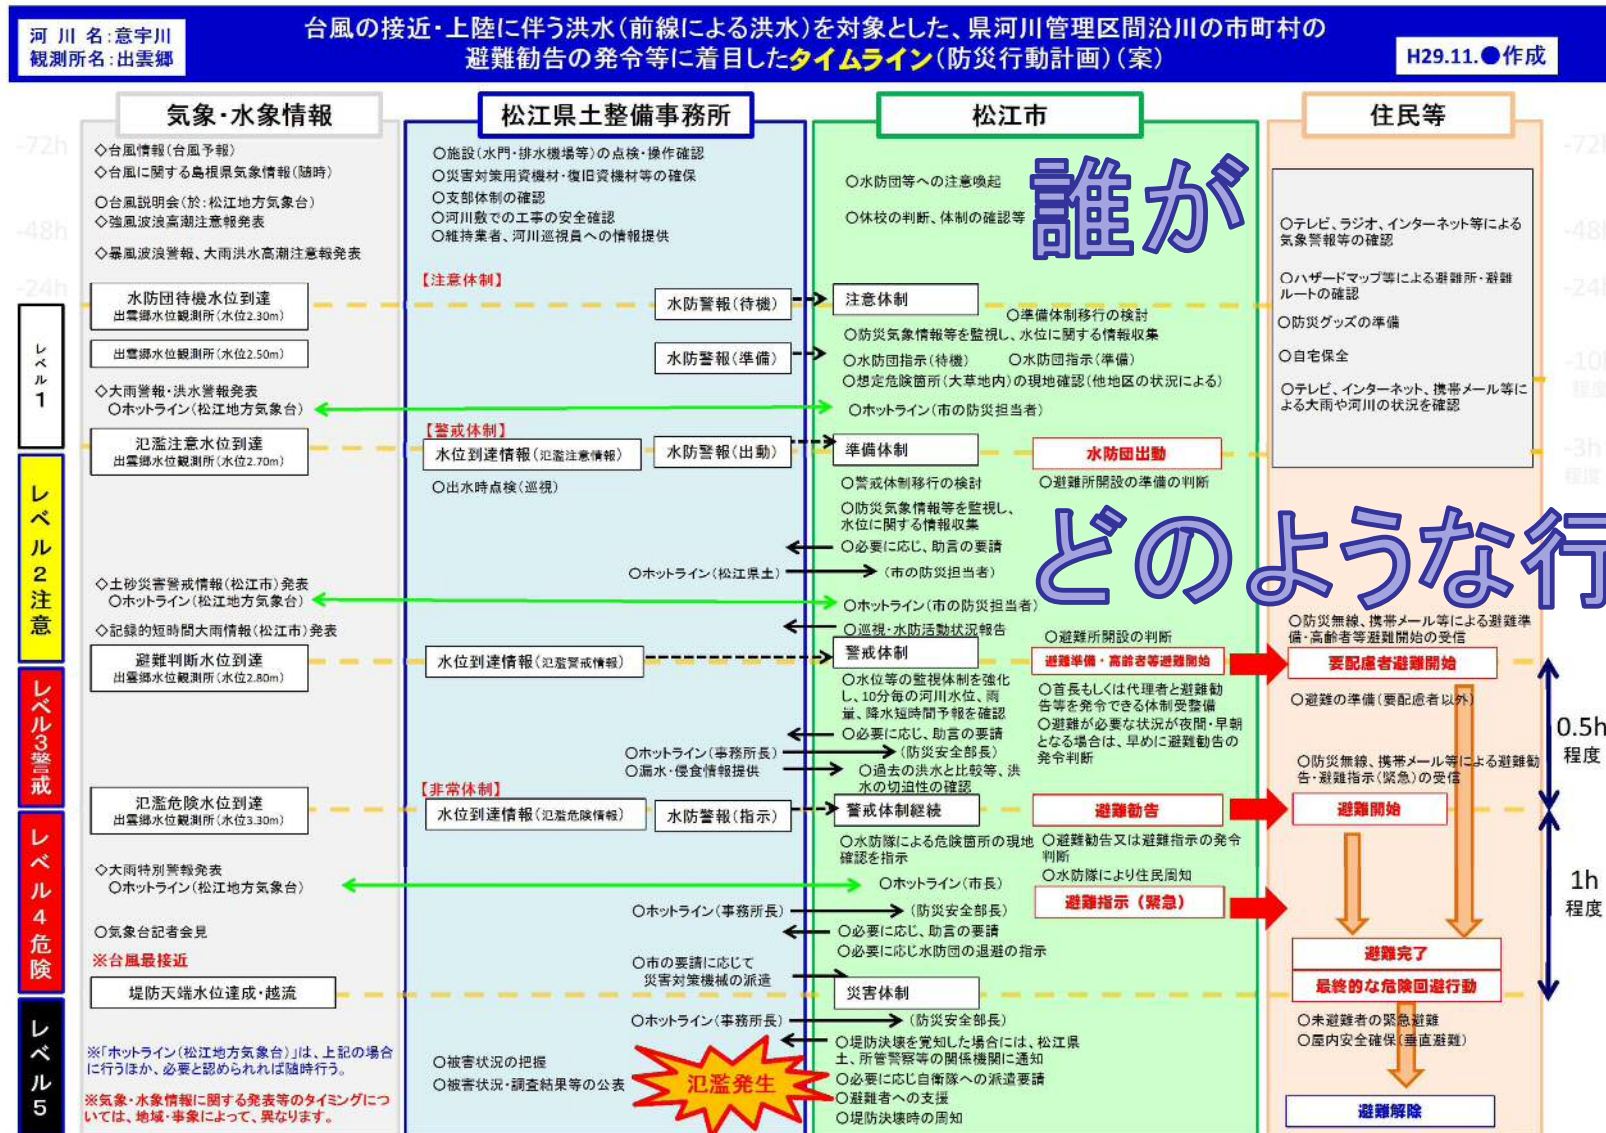 河川名:意宇川
観測所名:出雲郷
台風の接近・上陸に伴う洪水(前線による洪水)を対象とした、県河川管理区間沿川の市町村の
避難勧告の発令等に着目したタイムライン(防災行動計画)(案)
H29.11.●作成
気象・水象情報
-72h
◇台風情報(台風予報)
◇台風に関する島根県気象情報(随時)
◇台風説明会(於:松江地方気象台)
◇強風波浪高潮注意報発表
-48h
◇暴風波浪警報、大雨洪水高潮注意報発表
-24h
水防団待機水位到達
出雲郷水位観測所(水位2.30m)
出雲郷水位観測所(水位2.50m)
レベル1
◇大雨警報・洪水警報発表
〇ホットライン(松江地方気象台)
氾濫注意水位到達
出雲郷水位観測所(水位2.70m)
レベル2注意
◇土砂災害警戒情報(松江市)発表
〇ホットライン(松江地方気象台)
◇記録的短時間大雨情報(松江市)発表
避難判断水位到達
出雲郷水位観測所(水位2.80m)
レベル3警戒
氾濫危険水位到達
出雲郷水位観測所(水位3.30m)
レベル4危険
◇大雨特別警報発表
〇ホットライン(松江地方気象台)
〇気象台記者会見
※台風最接近
堤防天端水位達成・越流
レベル5
※「ホットライン(松江地方気象台)」は、上記の場合
に行うほか、必要と認められれば随時行う。
※気象・水象情報に関する発表等のタイミングにつ
いては、地域・事象によって、異なります。
松江県土整備事務所
〇施設(水門・排水機場等)の点検・操作確認
〇災害対策用資機材・復旧資機材等の確保
〇支部体制の確認
〇河川敷での工事の安全確認
〇維持業者、河川巡視員への情報提供
【注意体制】
水防警報(待機)
水防警報(準備)
【警戒体制】
水位到達情報(氾濫注意情報)
水防警報(出動)
〇出水時点検(巡視)
〇ホットライン(松江県土)
水位到達情報(氾濫警戒情報)
〇ホットライン(事務所長)
〇漏水・侵食情報提供
【非常体制】
水位到達情報(氾濫危険情報)
水防警報(指示)
〇ホットライン(事務所長)
〇市の要請に応じて
災害対策機械の派遣
〇ホットライン(事務所長)
〇被害状況の把握
〇被害状況・調査結果等の公表
氾濫発生
松江市
〇水防団等への注意喚起
〇休校の判断、体制の確認等
誰が
注意体制
〇準備体制移行の検討
〇防災気象情報等を監視し、水位に関する情報収集
〇水防団指示(待機)
〇水防団指示(準備)
〇想定危険箇所(大草地内)の現地確認(他地区の状況による)
〇ホットライン(市の防災担当者)
準備体制
水防団出動
〇警戒体制移行の検討
〇避難所開設の準備の判断
〇防災気象情報等を監視し、
水位に関する情報収集
どのような行
〇必要に応じ、助言の要請
(市の防災担当者)
〇ホットライン(市の防災担当者)
〇巡視・水防活動状況報告
〇避難所開設の判断
警戒体制
避難準備・高齢者等避難開始
〇水位等の監視体制を強化
し、10分毎の河川水位、雨
量、降水短時間予報を確認
〇首長もしくは代理者と避難勧
告等を発令できる体制受整備
〇避難が必要な状況が夜間・早朝
となる場合は、早めに避難勧告の
発令判断
〇必要に応じ、助言の要請
(防災安全部長)
〇過去の洪水と比較等、洪
水の切迫性の確認
警戒体制継続
避難勧告
〇水防隊による危険箇所の現地
確認を指示
〇避難勧告又は避難指示の発令
判断
〇水防隊により住民周知
〇ホットライン(市長)
避難指示(緊急)
(防災安全部長)
〇必要に応じ、助言の要請
〇必要に応じ水防団の退避の指示
災害体制
(防災安全部長)
〇堤防決壊を覚知した場合には、松江県
土、所管警察等の関係機関に通知
〇必要に応じ自衛隊への派遣要請
〇避難者への支援
〇堤防決壊時の周知
住民等
-72h
〇テレビ、ラジオ、インターネット等による
気象警報等の確認
-48h
〇ハザードマップ等による避難所・避難
ルートの確認
-24h
〇防災グッズの準備
〇自宅保全
-10h
程度
〇テレビ、インターネット、携帯メール等に
よる大雨や河川の状況を確認
-3h
程度
〇防災無線、携帯メール等による避難準
備・高齢者等避難開始の受信
要配慮者避難開始
〇避難の準備(要配慮者以外)
0.5h
程度
〇防災無線、携帯メール等による避難勧
告・避難指示(緊急)の受信
避難開始
1h
程度
避難完了
最終的な危険回避行動
〇未避難者の緊急避難
〇屋内安全確保(垂直避難)
避難解除